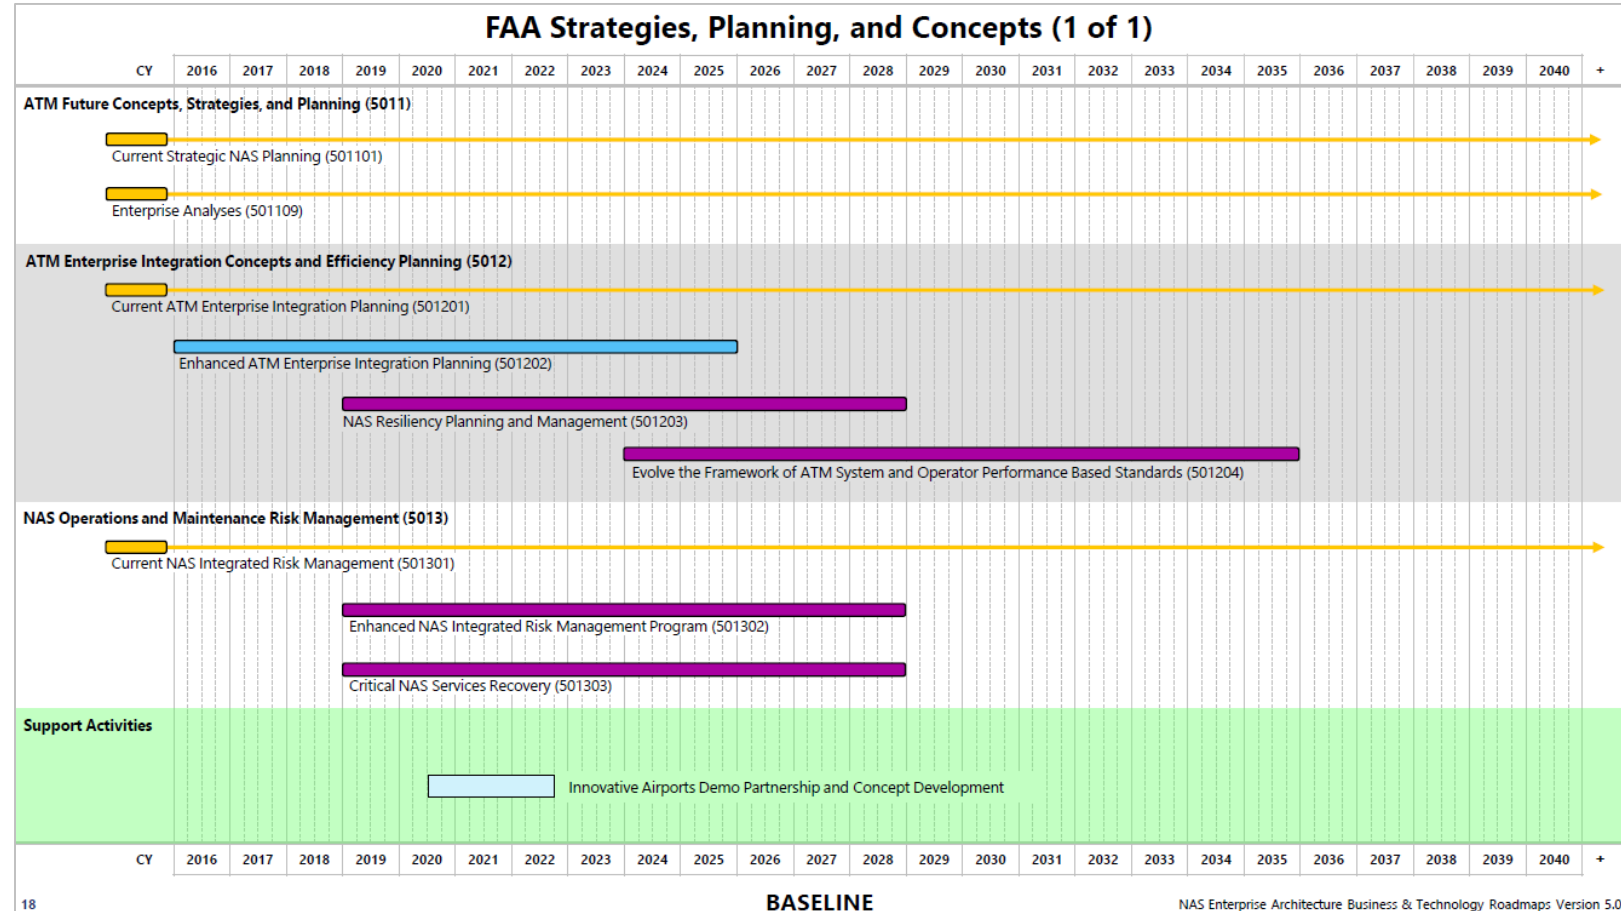 FAA Strategies, Planning, and Concepts (1 of 1)
CY 2016 2017 2018 2019 2020 2021 2022 2023 2024 2025 2026 2027 2028 2029 2030 2031 2032 2033 2034 2035 2036 2037 2038 2039 2040 +
ATM Future Concepts, Strategies, and Planning (5011)
Current Strategic NAS Planning (501101)
Enterprise Analyses (501109)
ATM Enterprise Integration Concepts and Efficiency Planning (5012)
Current ATM Enterprise Integration Planning (501201)
Enhanced ATM Enterprise Integration Planning (501202)
NAS Resiliency Planning and Management (501203)
Evolve the Framework of ATM System and Operator Performance Based Standards (501204)
NAS Operations and Maintenance Risk Management (5013)
Current NAS Integrated Risk Management (501301)
Enhanced NAS Integrated Risk Management Program (501302)
Critical NAS Services Recovery (501303)
Support Activities
Innovative Airports Demo Partnership and Concept Development
CY 2016 2017 2018 2019 2020 2021 2022 2023 2024 2025 2026 2027 2028 2029 2030 2031 2032 2033 2034 2035 2036 2037 2038 2039 2040 +
18 BASELINE NAS Enterprise Architecture Business & Technology Roadmaps Version 5.0